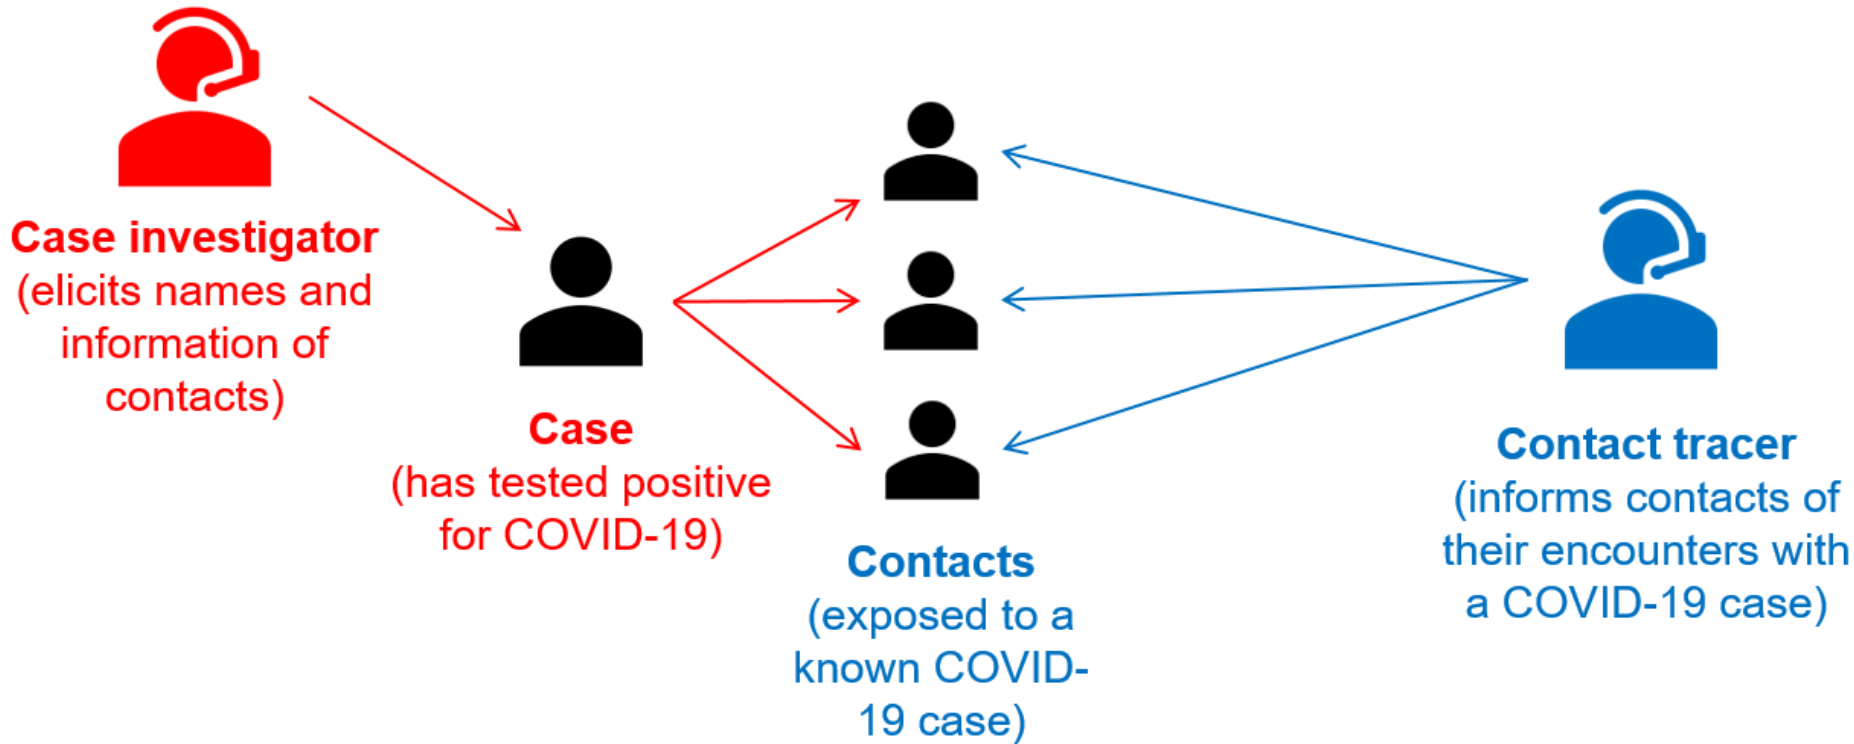 Case investigator
(elicits names and
information of
contacts)
Case
(has tested positive
for COVID-19)
Contacts
(exposed to a
known COVID-
19 case)
Contact tracer
(informs contacts of
their encounters with
a COVID-19 case)